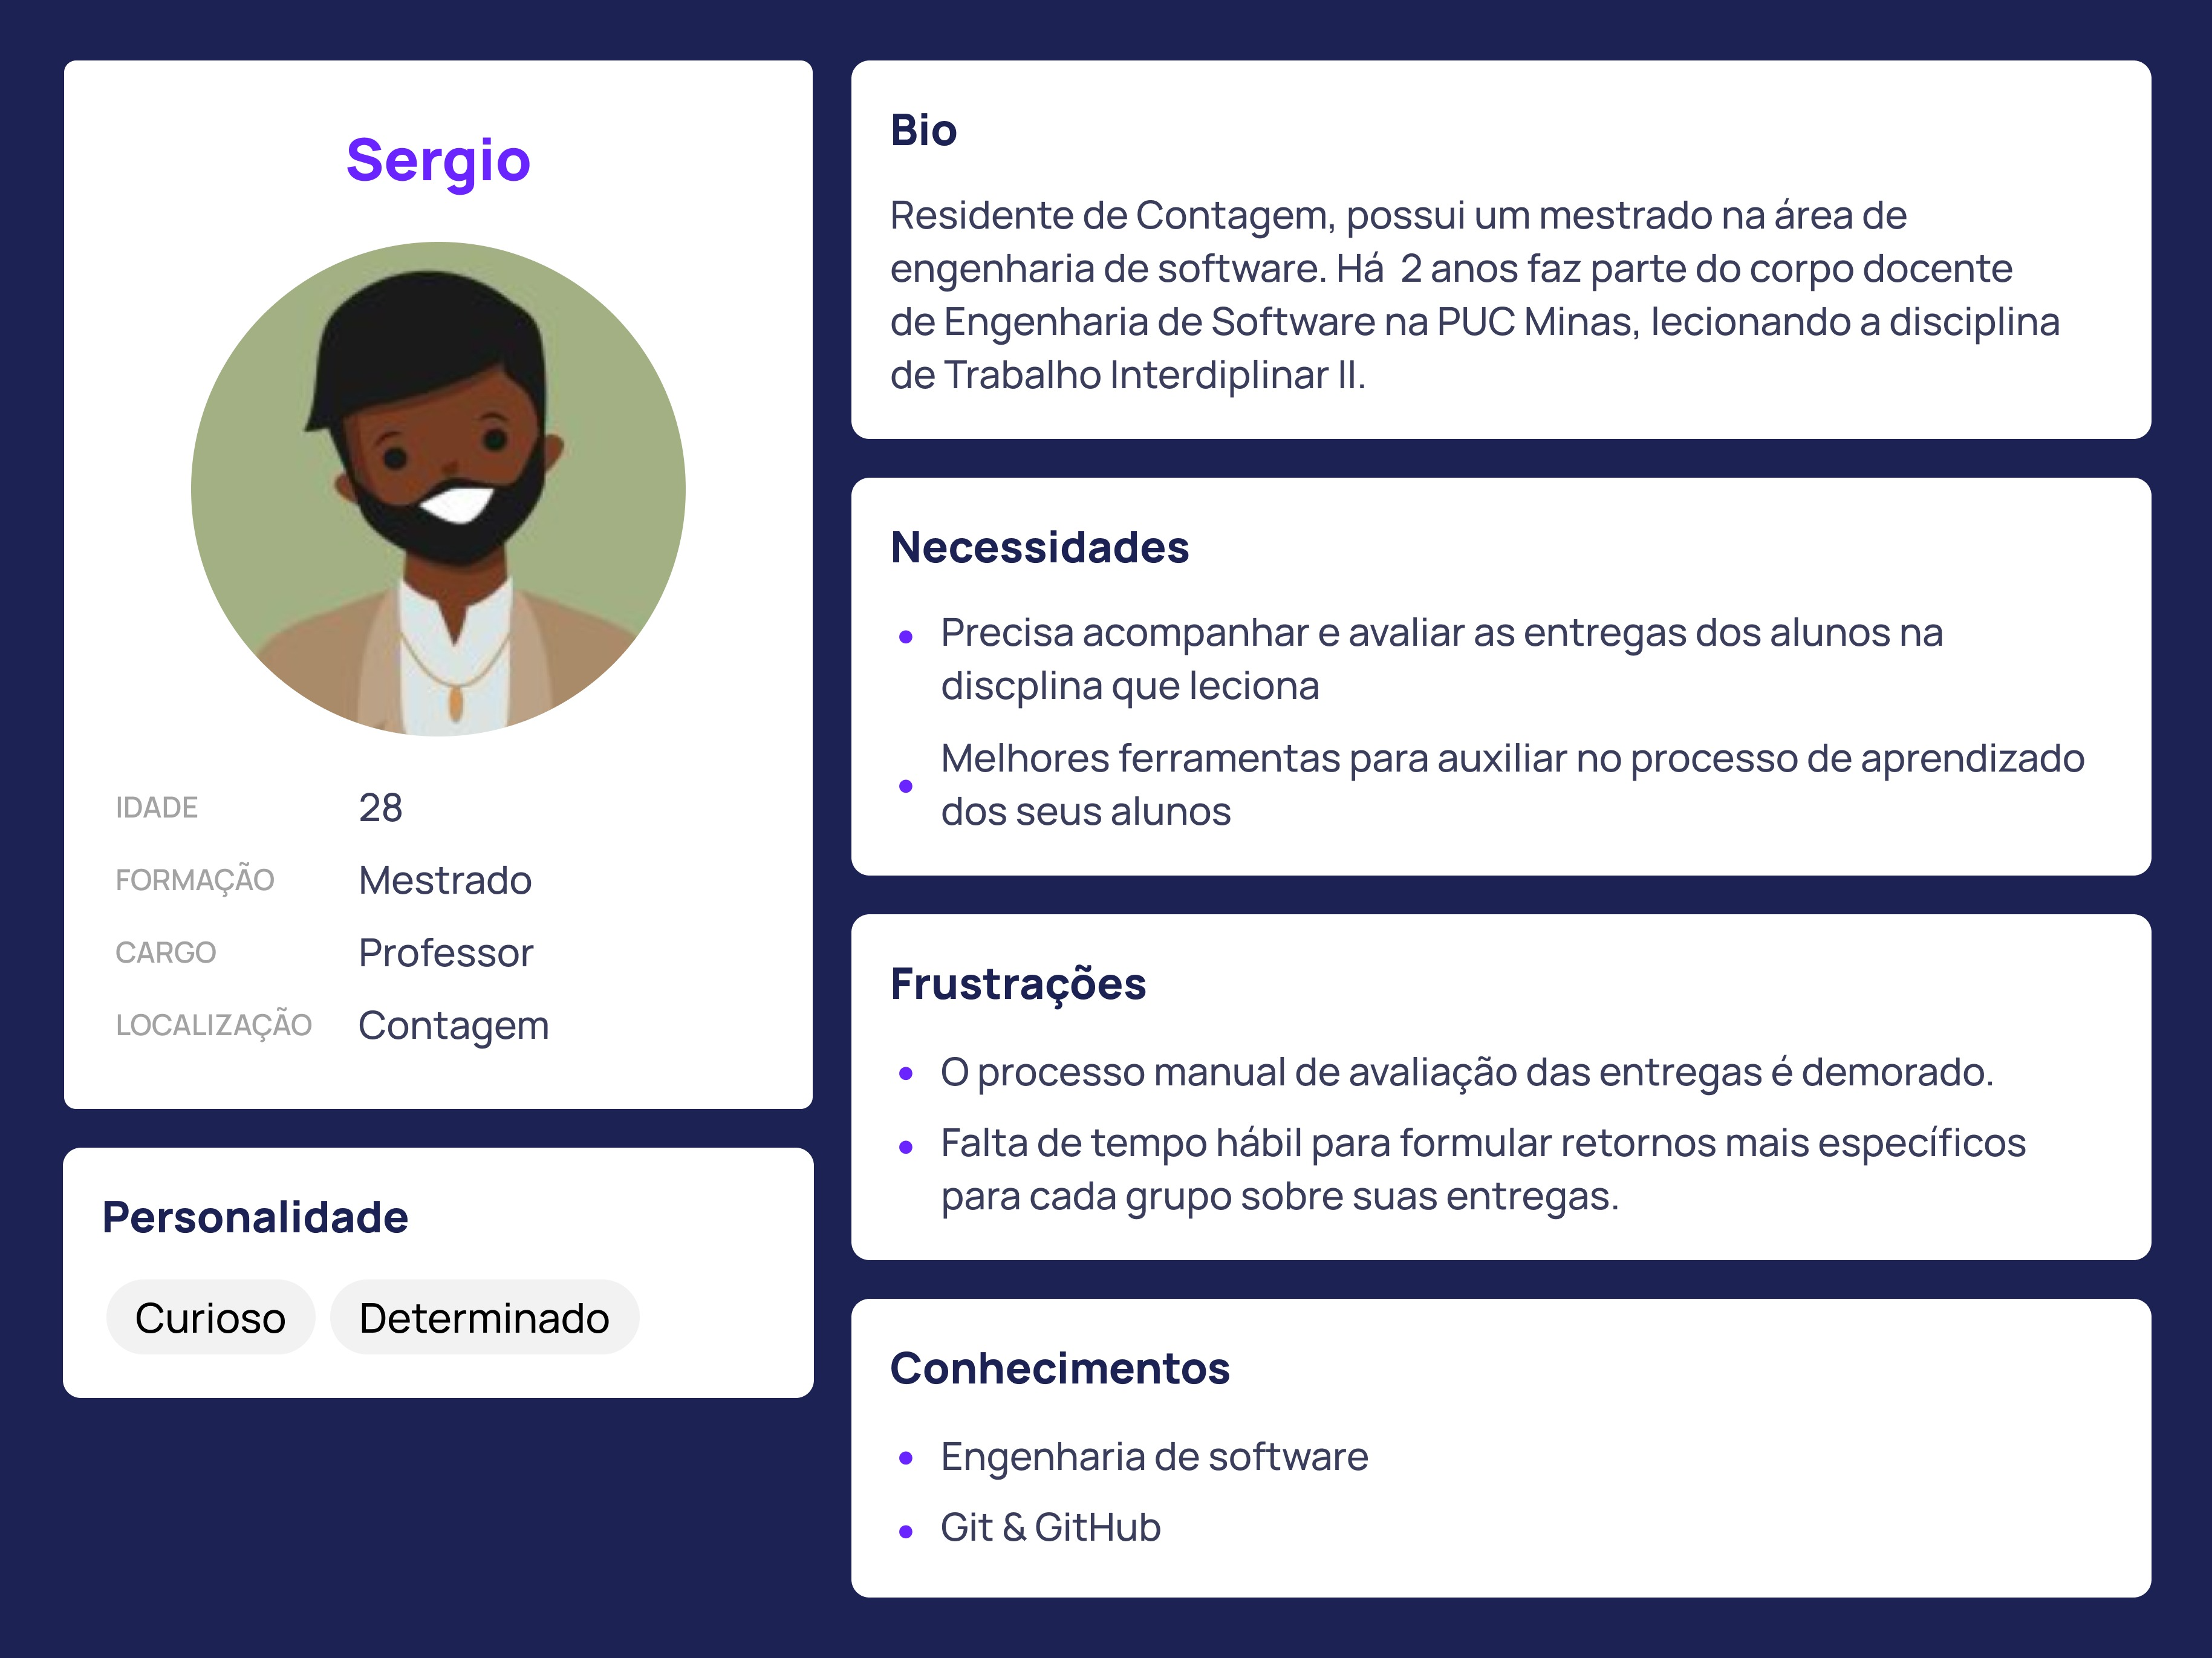 Sergio
IDADE 28
FORMAÇÃO Mestrado
CARGO Professor
LOCALIZAÇÃO Contagem
Personalidade
Curioso Determinado
Bio
Residente de Contagem, possui um mestrado na área de
engenharia de software. Há  2 anos faz parte do corpo docente
de Engenharia de Software na PUC Minas, lecionando a disciplina
de Trabalho Interdiplinar II.
Necessidades
• Precisa acompanhar e avaliar as entregas dos alunos na
discplina que leciona
• Melhores ferramentas para auxiliar no processo de aprendizado
dos seus alunos
Frustrações
• O processo manual de avaliação das entregas é demorado.
• Falta de tempo hábil para formular retornos mais específicos
para cada grupo sobre suas entregas.
Conhecimentos
• Engenharia de software
• Git & GitHub